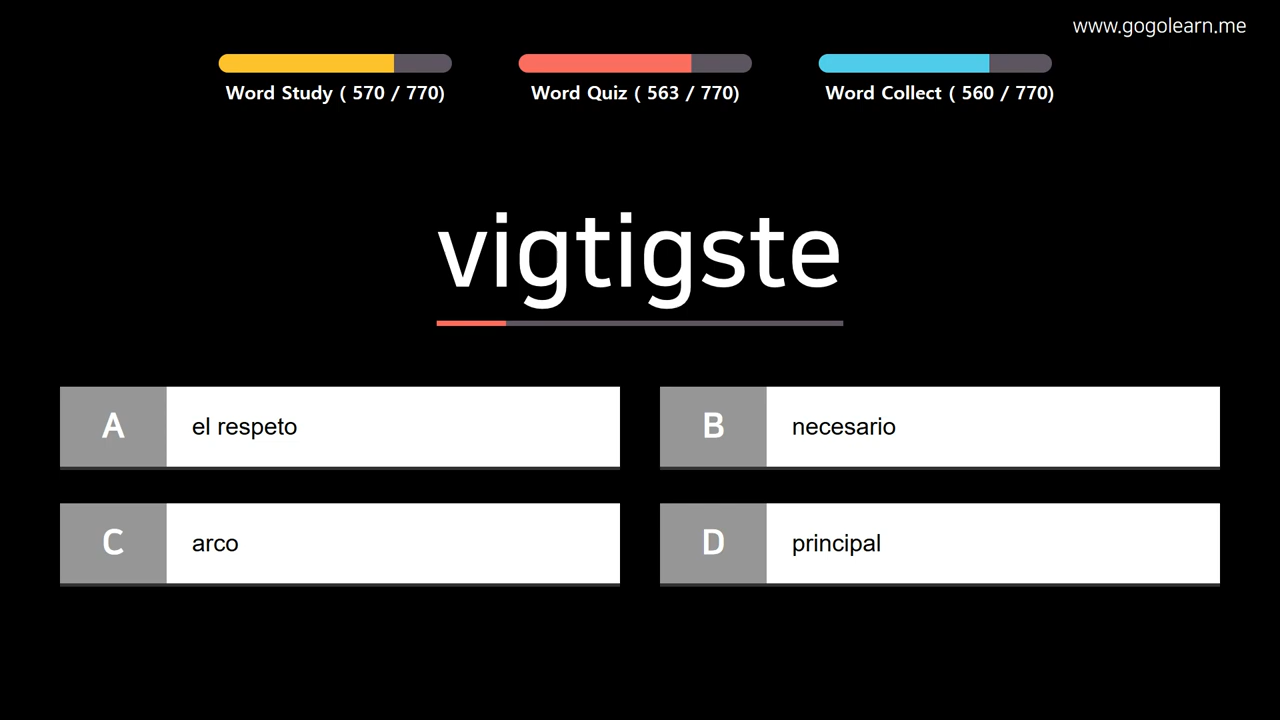 www.gogolearn.me
Word Study ( 570 / 770)
Word Quiz ( 563 / 770)
Word Collect ( 560 / 770)
vigtigste
A
el respeto
B
necesario
C
arco
D
principal